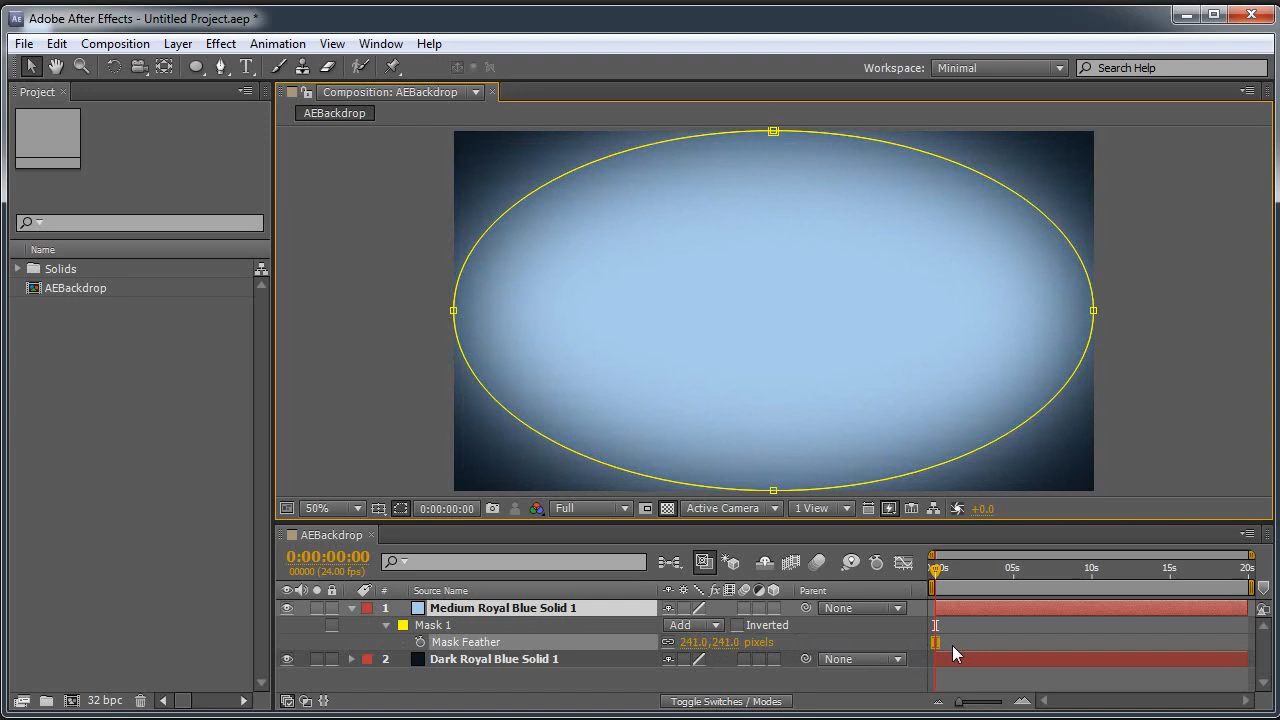 Adobe After Effects - Untitled Project.aep *
File Edit Composition Layer Effect Animation View Window Help
Workspace: Minimal Search Help
Project Composition: AEBackdrop
AEBackdrop
Name
Solids
AEBackdrop
50% 0:00:00:00 Full Active Camera 1 View +0.0
AEBackdrop
0:00:00:00
00000 (24.00 fps)
05s 10s 15s 20s
# Source Name Parent
1 Medium Royal Blue Solid 1 None
Mask 1 Add Inverted
Mask Feather 241.0,241.0 pixels
2 Dark Royal Blue Solid 1 None
32 bpc Toggle Switches / Modes